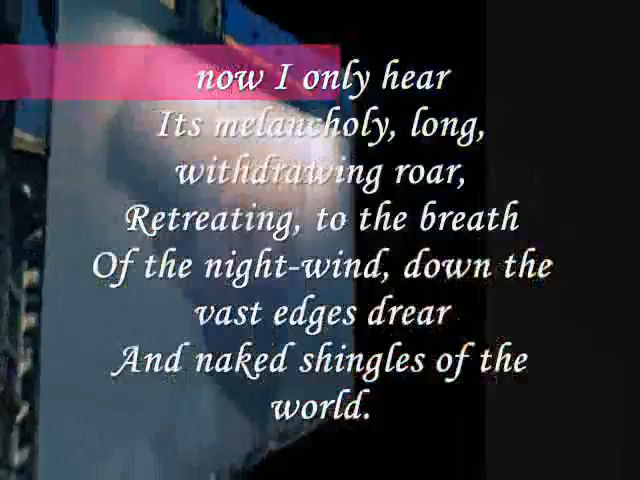 now I only hear
Its melancholy, long,
withdrawing roar,
Retreating, to the breath
Of the night-wind, down the
vast edges drear
And naked shingles of the
world.